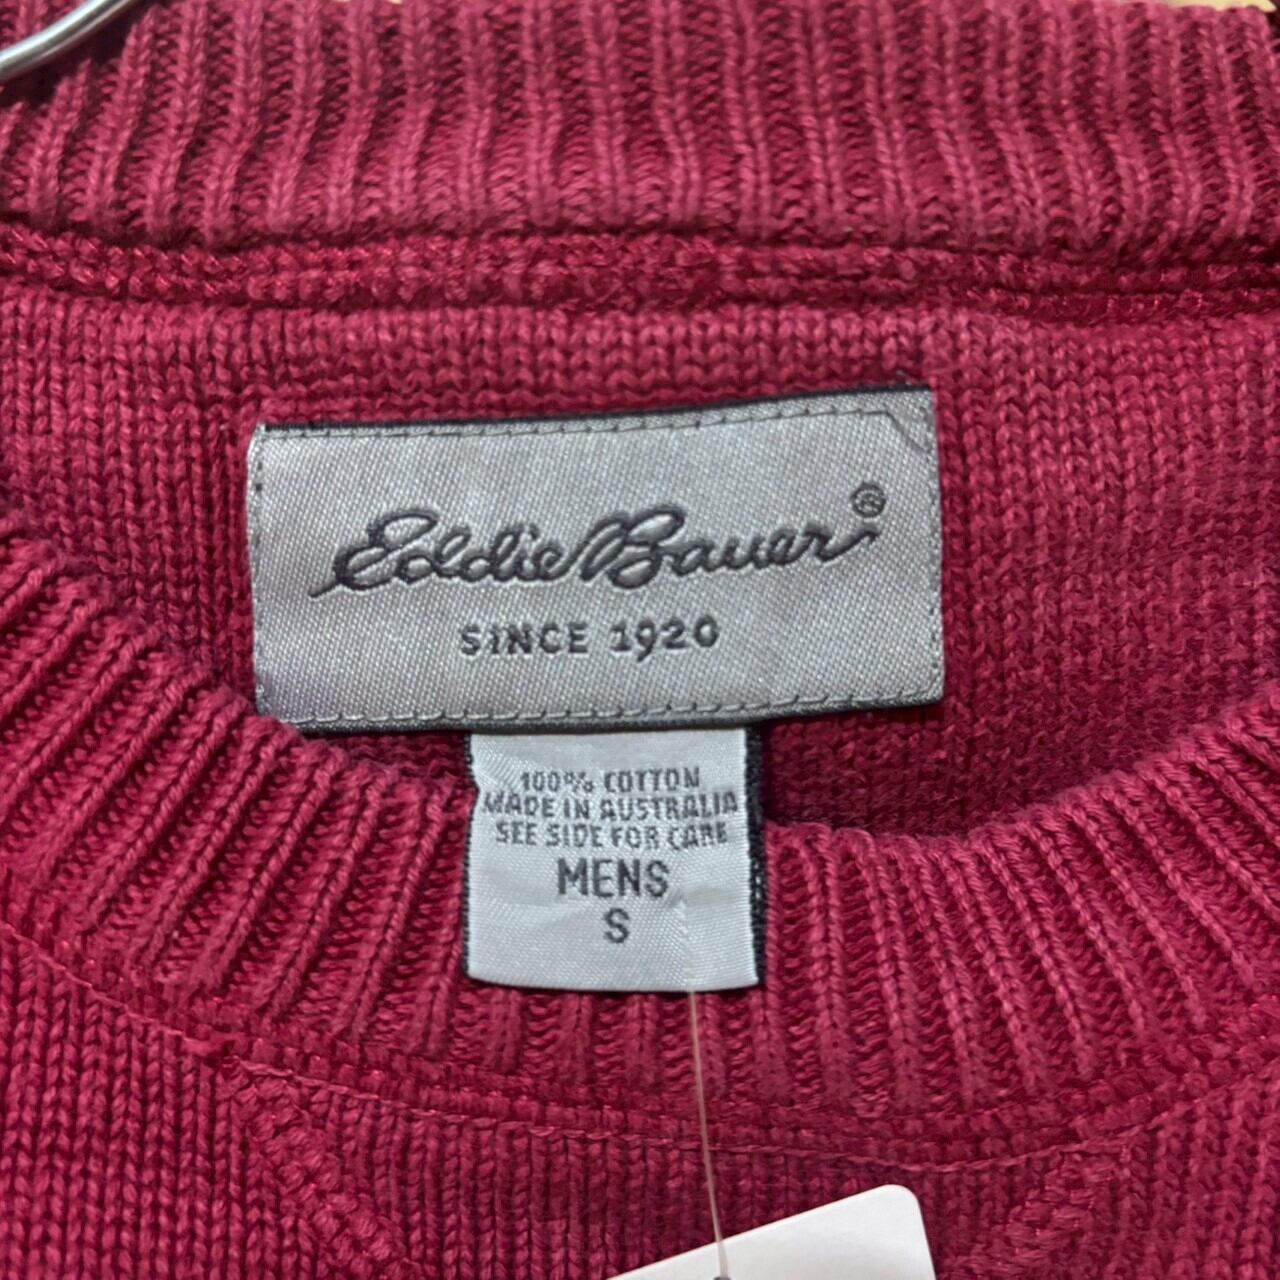 Eddie Bauer®
SINCE 1920
100% COTTON
MADE IN AUSTRALIA
SEE SIDE FOR CARE
MENS
S